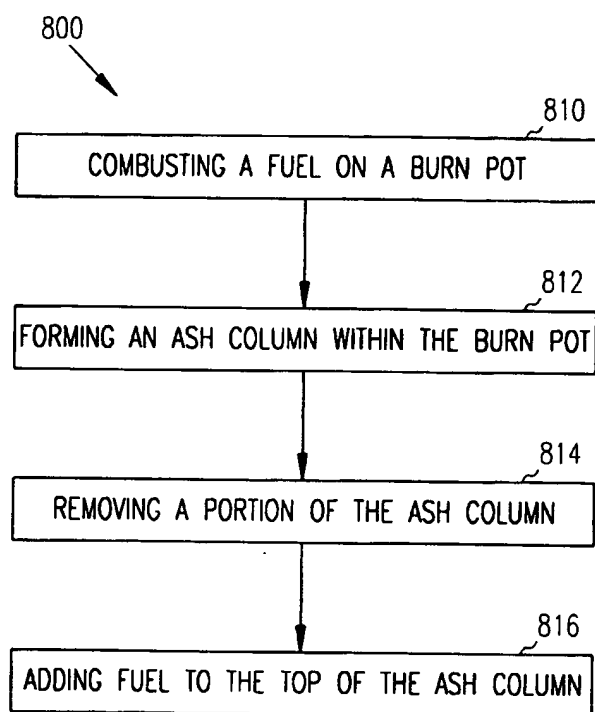 800
810
COMBUSTING A FUEL ON A BURN POT
812
FORMING AN ASH COLUMN WITHIN THE BURN POT
814
REMOVING A PORTION OF THE ASH COLUMN
816
ADDING FUEL TO THE TOP OF THE ASH COLUMN